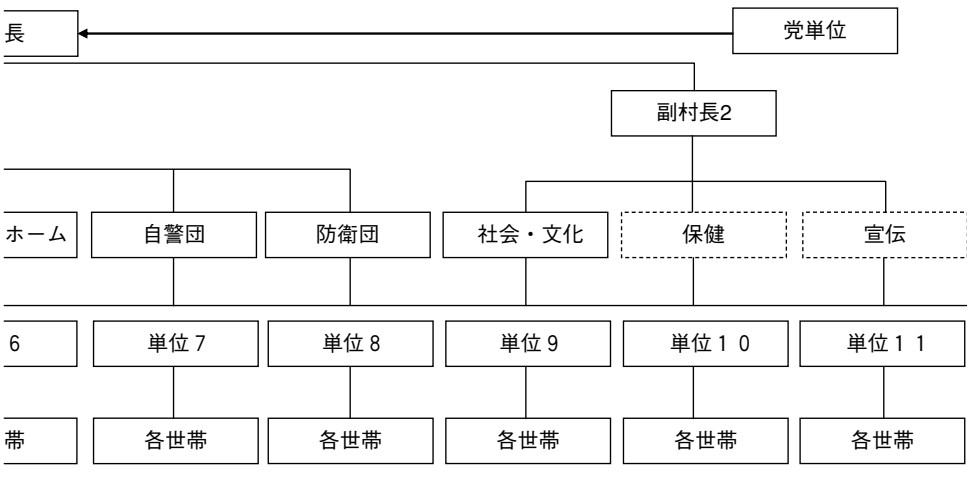 長
党単位
副村長2
ホーム
自警団
防衛団
社会・文化
保健
宣伝
6
単位７
単位８
単位９
単位１０
単位１１
帯
各世帯
各世帯
各世帯
各世帯
各世帯